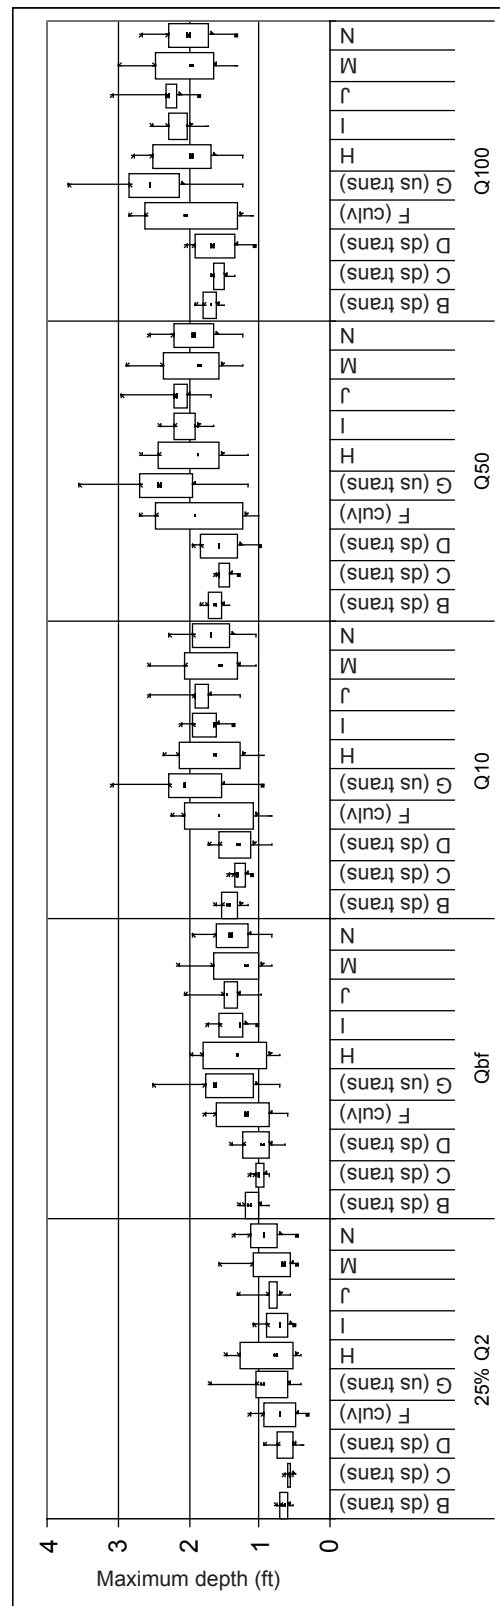 Maximum depth (ft)
4
3
2
1
0
B (ds trans)
C (ds trans)
D (ds trans)
F (culv)
G (us trans)
H
I
J
M
N
25% Q2
B (ds trans)
C (ds trans)
D (ds trans)
F (culv)
G (us trans)
H
I
J
M
N
Qbf
B (ds trans)
C (ds trans)
D (ds trans)
F (culv)
G (us trans)
H
I
J
M
N
Q10
B (ds trans)
C (ds trans)
D (ds trans)
F (culv)
G (us trans)
H
I
J
M
N
Q50
B (ds trans)
C (ds trans)
D (ds trans)
F (culv)
G (us trans)
H
I
J
M
N
Q100